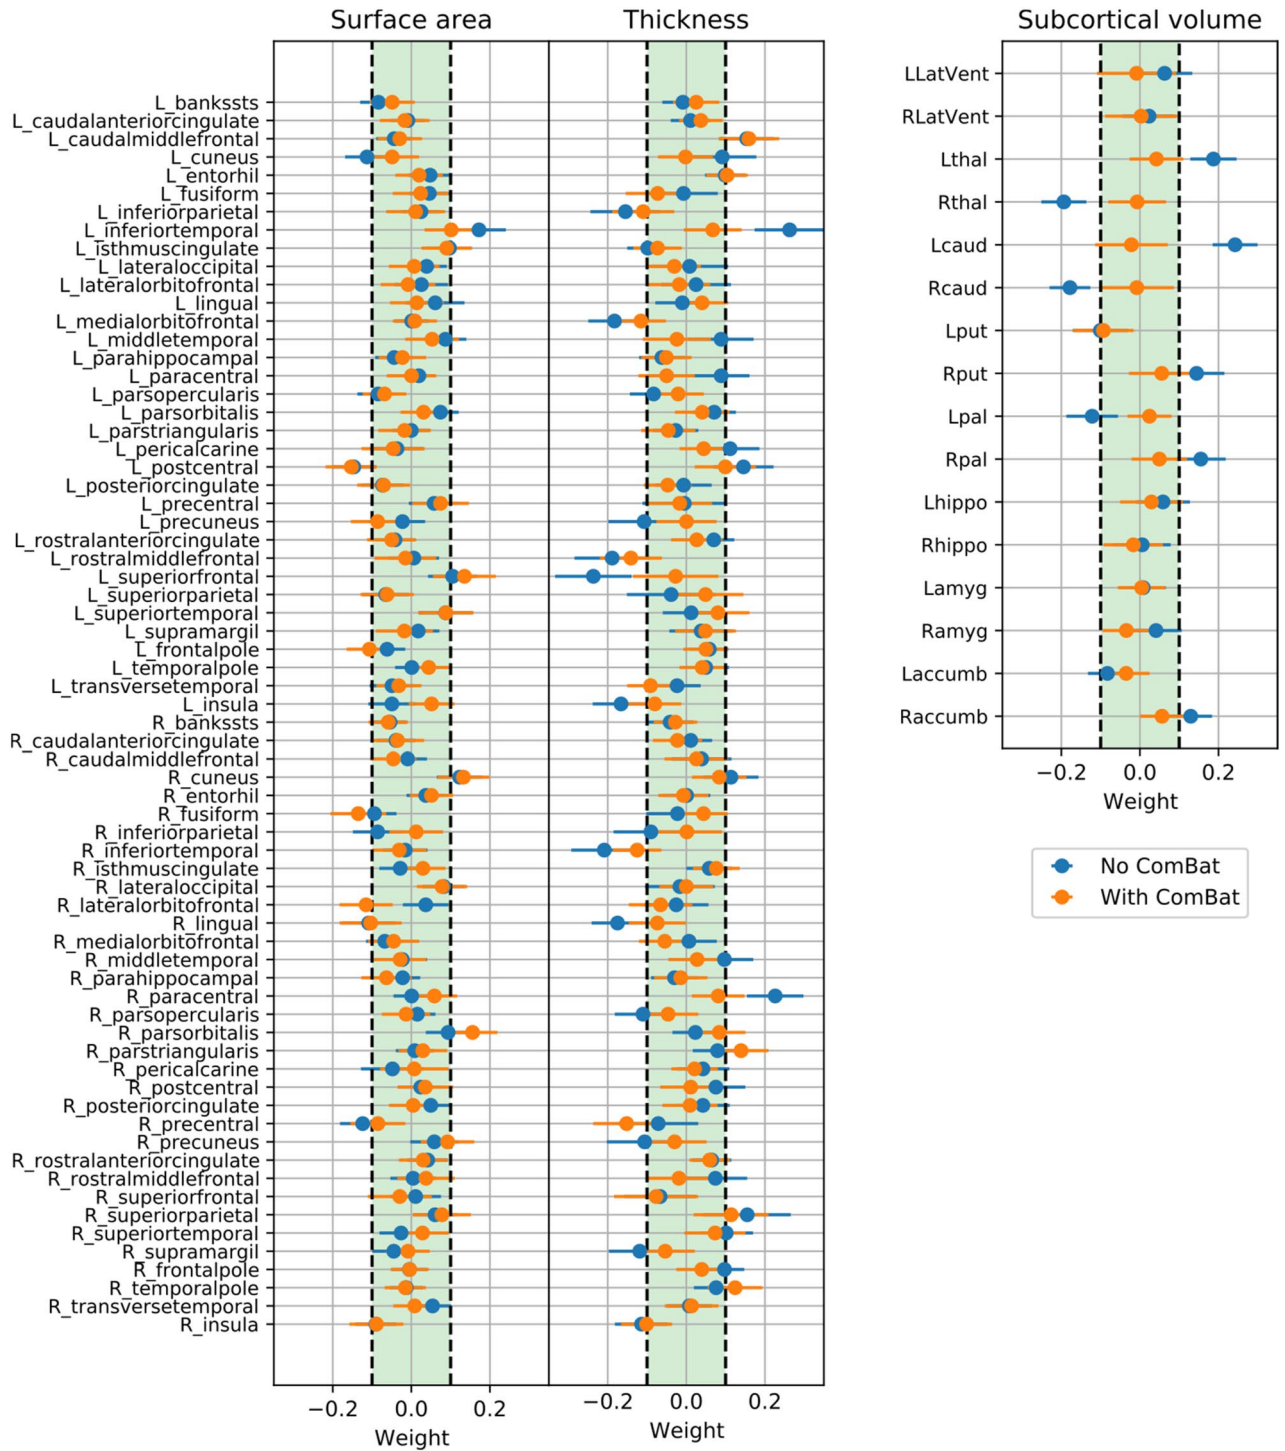 Surface area
Thickness
Subcortical volume
L_bankssts
L_caudalanteriorcingulate
L_caudalmiddlefrontal
L_cuneus
L_entorhil
L_fusiform
L_inferiorparietal
L_inferiortemporal
L_isthmuscingulate
L_lateraloccipital
L_lateralorbitofrontal
L_lingual
L_medialorbitofrontal
L_middletemporal
L_parahippocampal
L_paracentral
L_parsopercularis
L_parsorbitalis
L_parstriangularis
L_pericalcarine
L_postcentral
L_posteriorcingulate
L_precentral
L_precuneus
L_rostralanteriorcingulate
L_rostralmiddlefrontal
L_superiorfrontal
L_superiorparietal
L_superiortemporal
L_supramargil
L_frontalpole
L_temporalpole
L_transversetemporal
L_insula
R_bankssts
R_caudalanteriorcingulate
R_caudalmiddlefrontal
R_cuneus
R_entorhil
R_fusiform
R_inferiorparietal
R_inferiortemporal
R_isthmuscingulate
R_lateraloccipital
R_lateralorbitofrontal
R_lingual
R_medialorbitofrontal
R_middletemporal
R_parahippocampal
R_paracentral
R_parsopercularis
R_parsorbitalis
R_parstriangularis
R_pericalcarine
R_postcentral
R_posteriorcingulate
R_precentral
R_precuneus
R_rostralanteriorcingulate
R_rostralmiddlefrontal
R_superiorfrontal
R_superiorparietal
R_superiortemporal
R_supramargil
R_frontalpole
R_temporalpole
R_transversetemporal
R_insula
−0.2 0.0 0.2
Weight
−0.2 0.0 0.2
Weight
LLatVent
RLatVent
Lthal
Rthal
Lcaud
Rcaud
Lput
Rput
Lpal
Rpal
Lhippo
Rhippo
Lamyg
Ramyg
Laccumb
Raccumb
−0.2 0.0 0.2
Weight
No ComBat
With ComBat